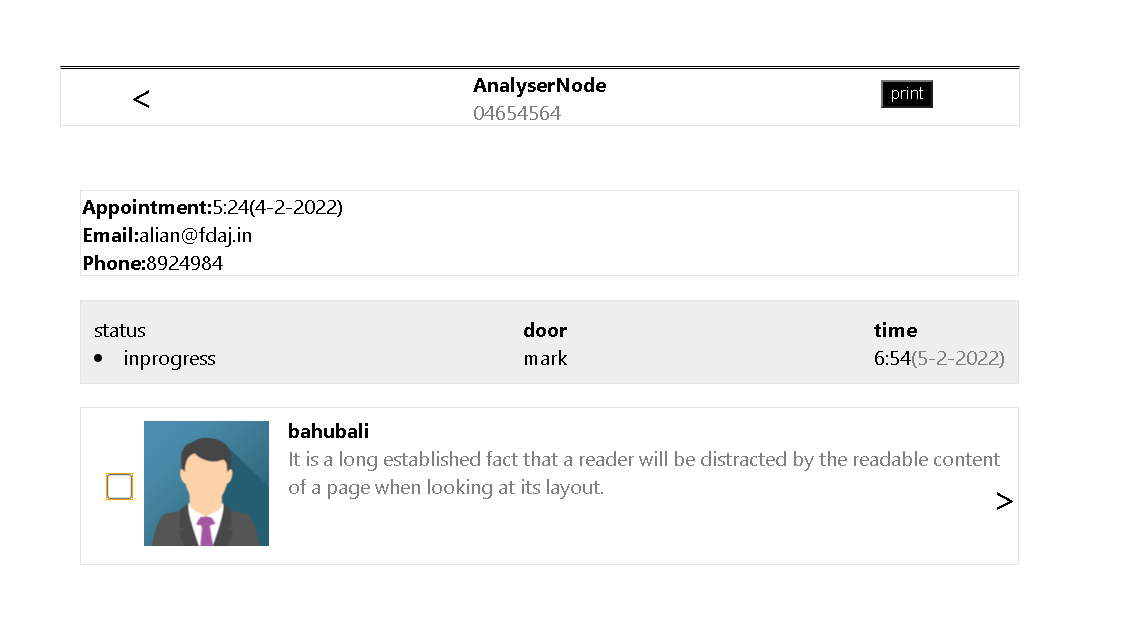 <
AnalyserNode
04654564
print
Appointment:5:24(4-2-2022)
Email:alian@fdaj.in
Phone:8924984
status door time
• inprogress mark 6:54(5-2-2022)
bahubali
It is a long established fact that a reader will be distracted by the readable content
of a page when looking at its layout.
>